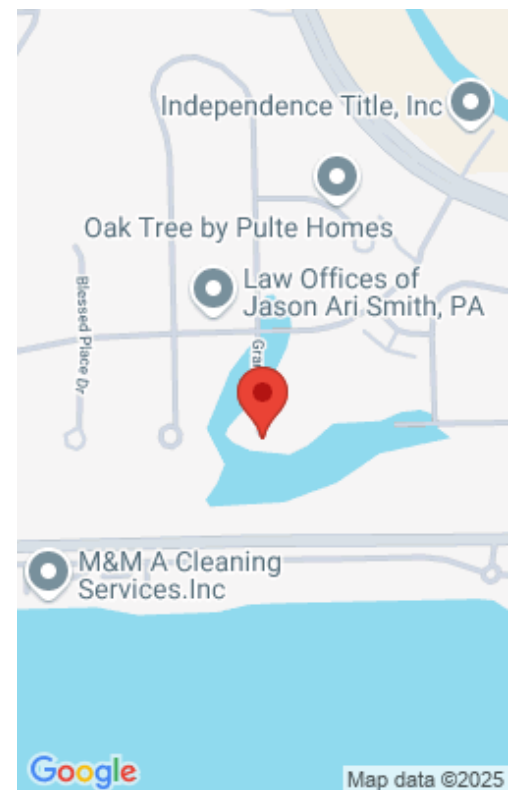 Independence Title, Inc
Oak Tree by Pulte Homes
Law Offices of
Jason Ari Smith, PA
Blessed Place Dr
M&M A Cleaning
Services.Inc
Google
Map data ©2025